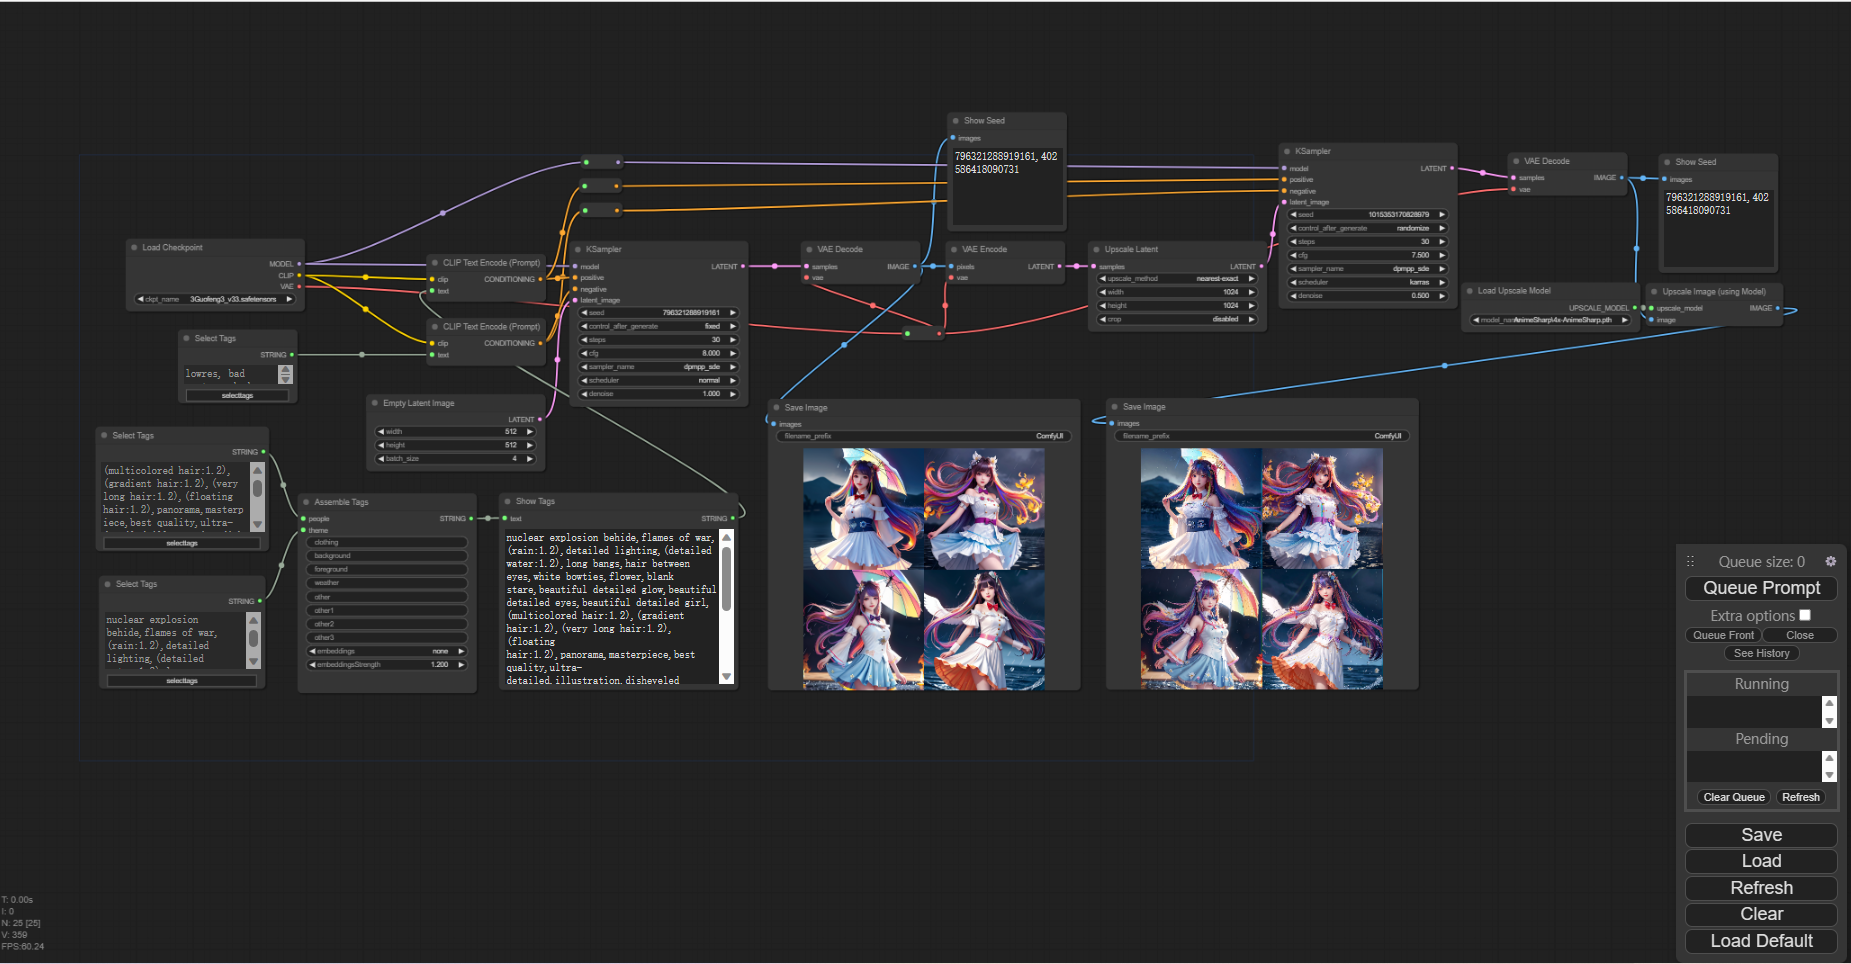 Show Seed
images
796321288919161, 402
586418090731
KSampler
model
LATENT
positive
negative
latent_image
seed 1015353170828979
control_after_generate randomize
steps 30
cfg 7.500
sampler_name dpmpp_sde
scheduler karras
denoise 0.500
VAE Decode
samples IMAGE
vae
Show Seed
images
796321288919161, 402
586418090731
Load Checkpoint
MODEL
CLIP
VAE
ckpt_name 3Guofeng3_v33.safetensors
CLIP Text Encode (Prompt)
clip CONDITIONING
text
CLIP Text Encode (Prompt)
clip CONDITIONING
text
KSampler
model LATENT
positive
negative
latent_image
seed 796321288919161
control_after_generate fixed
steps 30
cfg 8.000
sampler_name dpmpp_sde
scheduler normal
denoise 1.000
VAE Decode
samples IMAGE
vae
VAE Encode
pixels LATENT
vae
Upscale Latent
samples LATENT
upscale_method nearest-exact
width 1024
height 1024
crop disabled
Load Upscale Model
UPSCALE_MODEL
AnimeSharp\4x-AnimeSharp.pth
Upscale Image (using Model)
upscale_model IMAGE
image
Select Tags
STRING
lowres, bad
selecttags
Empty Latent Image
LATENT
width 512
height 512
batch_size 4
Select Tags
STRING
(multicolored hair:1.2),
(gradient hair:1.2),(very
long hair:1.2),(floating
hair:1.2),panorama,masterp
iece,best quality,ultra-
selecttags
Select Tags
STRING
nuclear explosion
behide,flames of war,
(rain:1.2),detailed
lighting,(detailed
selecttags
Assemble Tags
people STRING
theme
clothing
background
foreground
weather
other
other1
other2
other3
embeddings none
embeddingsStrength 1.200
Show Tags
text STRING
nuclear explosion behide,flames of war,
(rain:1.2),detailed lighting,(detailed
water:1.2),long bangs,hair between
eyes,white bowties,flower,blank
stare,beautiful detailed glow,beautiful
detailed eyes,beautiful detailed girl,
(multicolored hair:1.2),(gradient
hair:1.2),(very long hair:1.2),
(floating
hair:1.2),panorama,masterpiece,best
quality,ultra-
detailed,illustration,disheveled
Save Image
images
filename_prefix ComfyUI
Save Image
images
filename_prefix ComfyUI
Queue size: 0
Queue Prompt
Extra options
Queue Front Close
See History
Running
Pending
Clear Queue Refresh
Save
Load
Refresh
Clear
Load Default
T: 0.00s
I: 0
N: 25 [25]
V: 359
FPS:60.24